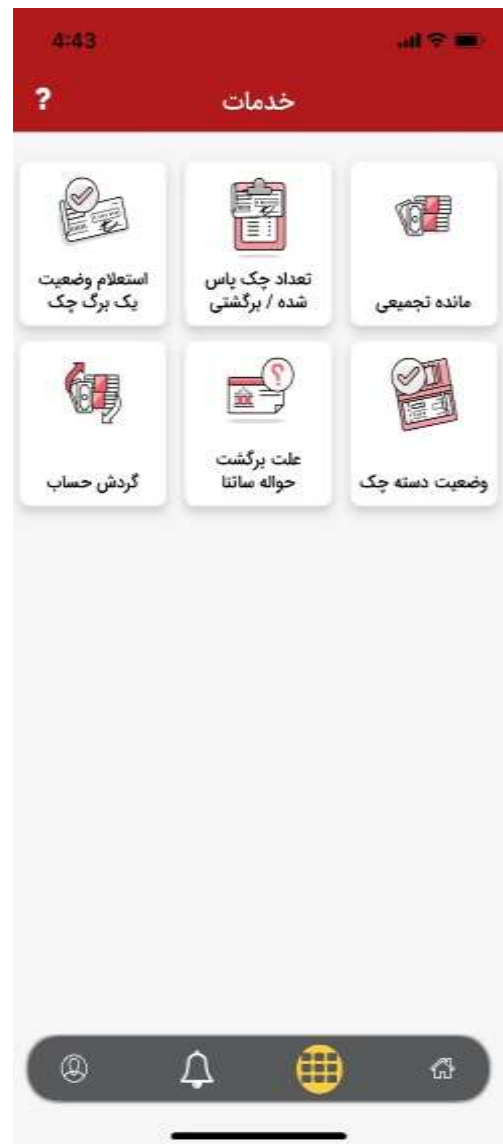 4:43
خدمات
?
مانده تجمیعی
تعداد چک پاس
شده / برگشتی
استعلام وضعیت
یک برگ چک
وضعیت دسته چک
علت برگشت
حواله ساتنا
گردش حساب